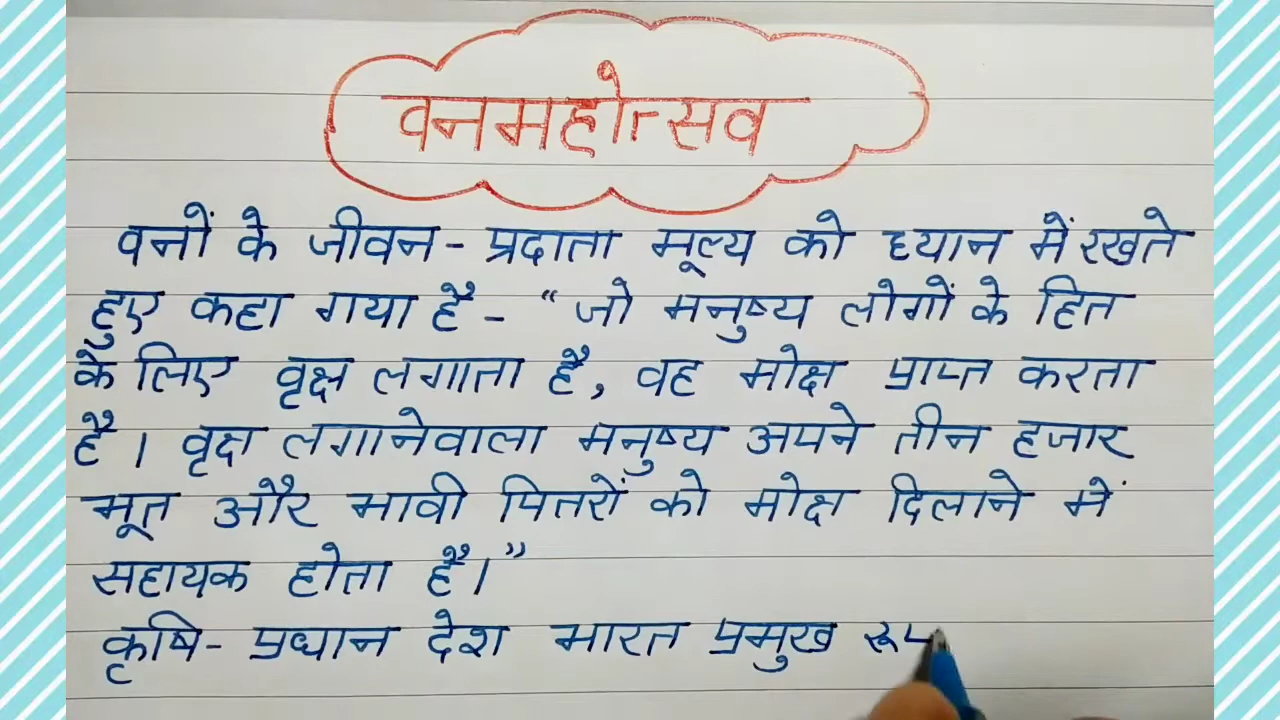 वनमहोत्सव
वनों के जीवन - प्रदाता मूल्य को ध्यान में रखते
हुए कहा गया है - “ जो मनुष्य लोगों के हित
के लिए वृक्ष लगाता है, वह मोक्ष प्राप्त करता
है। वृक्ष लगानेवाला मनुष्य अपने तीन हजार
भूत और भावी पितरों को मोक्ष दिलाने में
सहायक होता है।”
कृषि - प्रधान देश भारत प्रमुख